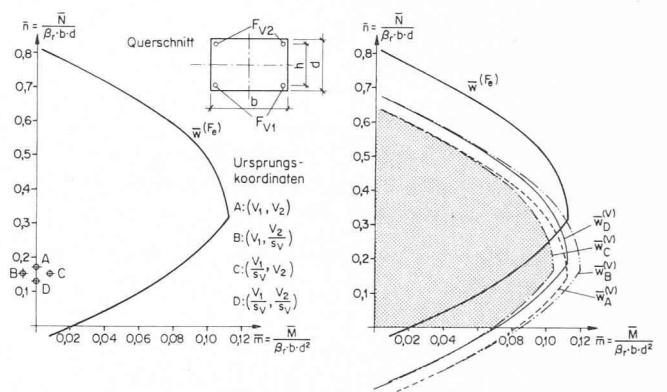 n̄ = N̄ / βr·b·d
0,8
0,7
0,6
0,5
0,4
0,3
0,2
0,1
Querschnitt
FV2
h
d
b
FV1
w̄(Fe)
Ursprungs-
koordinaten
A:(V1, V2)
B:(V1, V2/sV)
C:(V1/sV, V2)
D:(V1/sV, V2/sV)
A
B
C
D
0,02
0,04
0,06
0,08
0,10
0,12
m̄ = M̄ / βr·b·d²
n̄ = N̄ / βr·b·d
0,8
0,7
0,6
0,5
0,4
0,3
0,2
0,1
w̄(Fe)
w̄D(V)
w̄C(V)
w̄B(V)
w̄A(V)
0,02
0,04
0,06
0,08
0,10
0,12
m̄ = M̄ / βr·b·d²